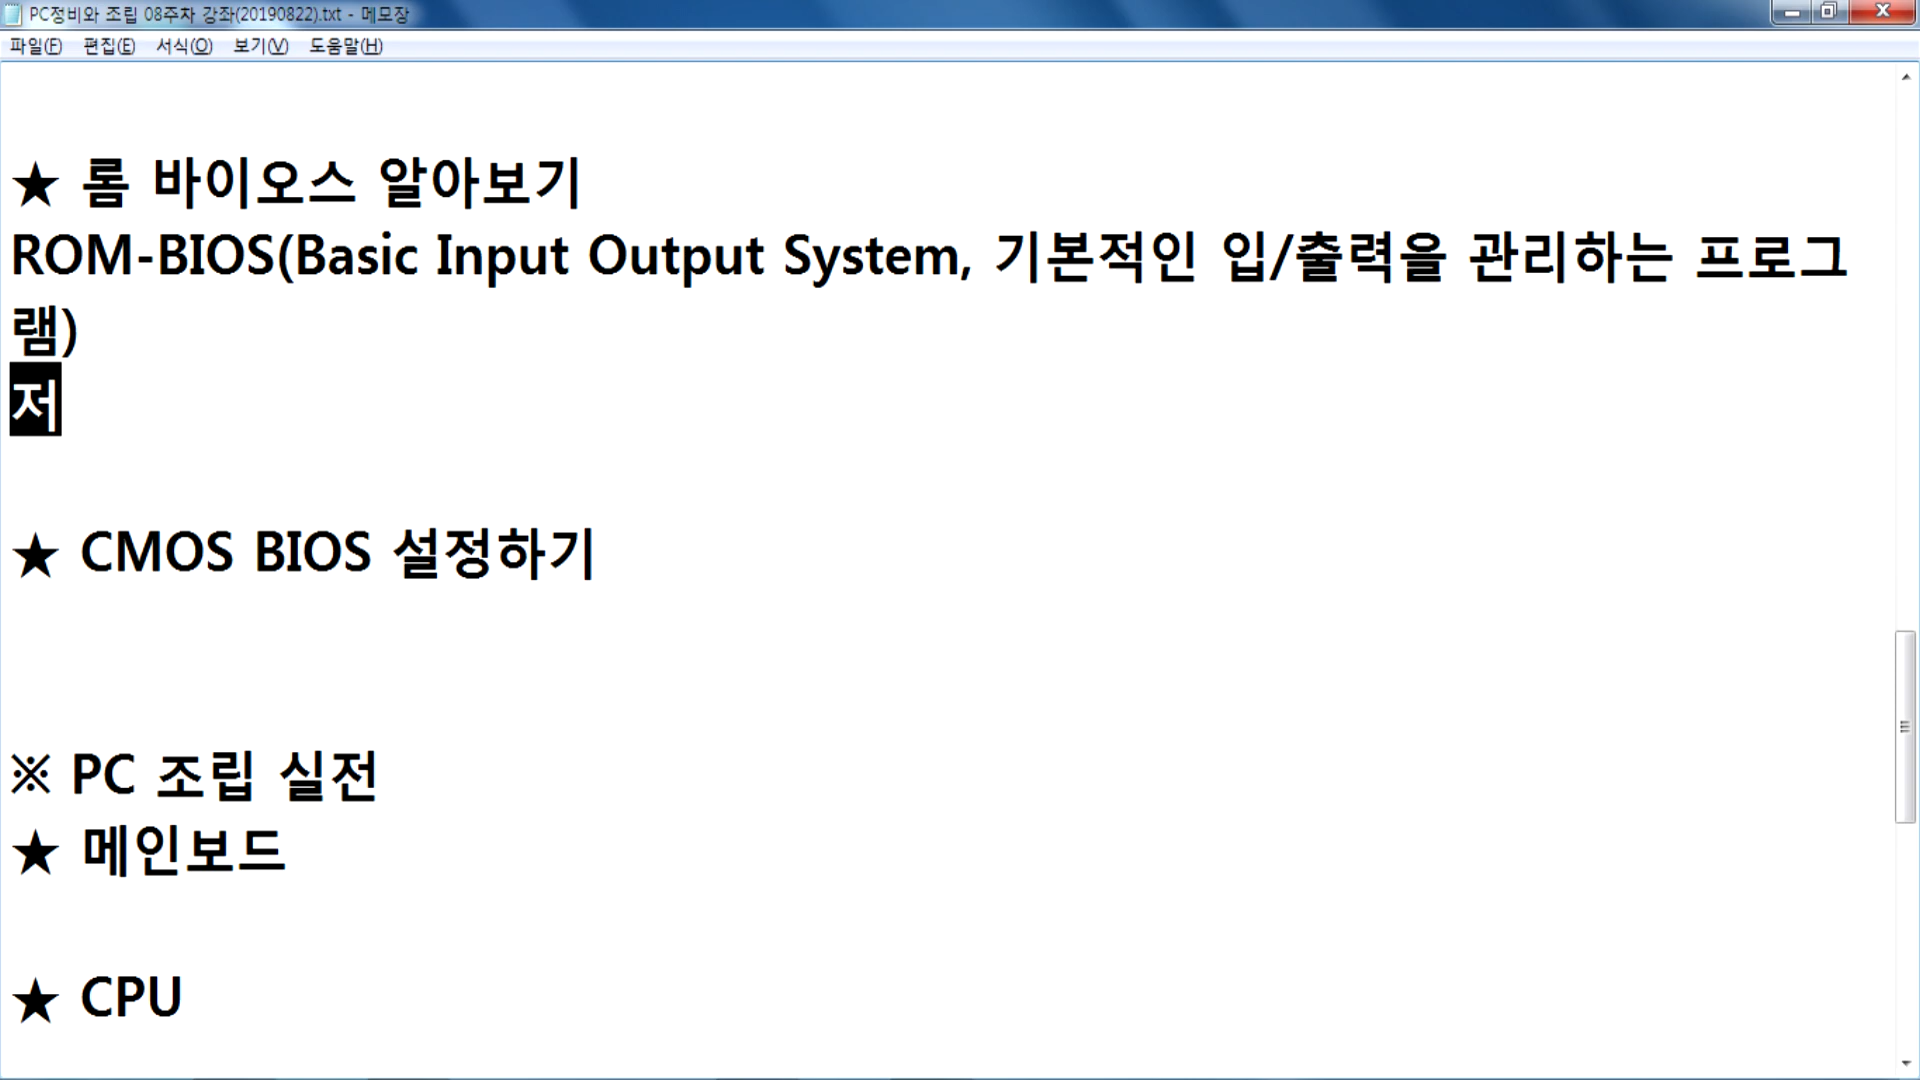 PC정비와 조립 08주차 강좌(20190822).txt - 메모장
파일(F) 편집(E) 서식(O) 보기(V) 도움말(H)
★ 롬 바이오스 알아보기
ROM-BIOS(Basic Input Output System, 기본적인 입/출력을 관리하는 프로그
램)
저
★ CMOS BIOS 설정하기
※ PC 조립 실전
★ 메인보드
★ CPU